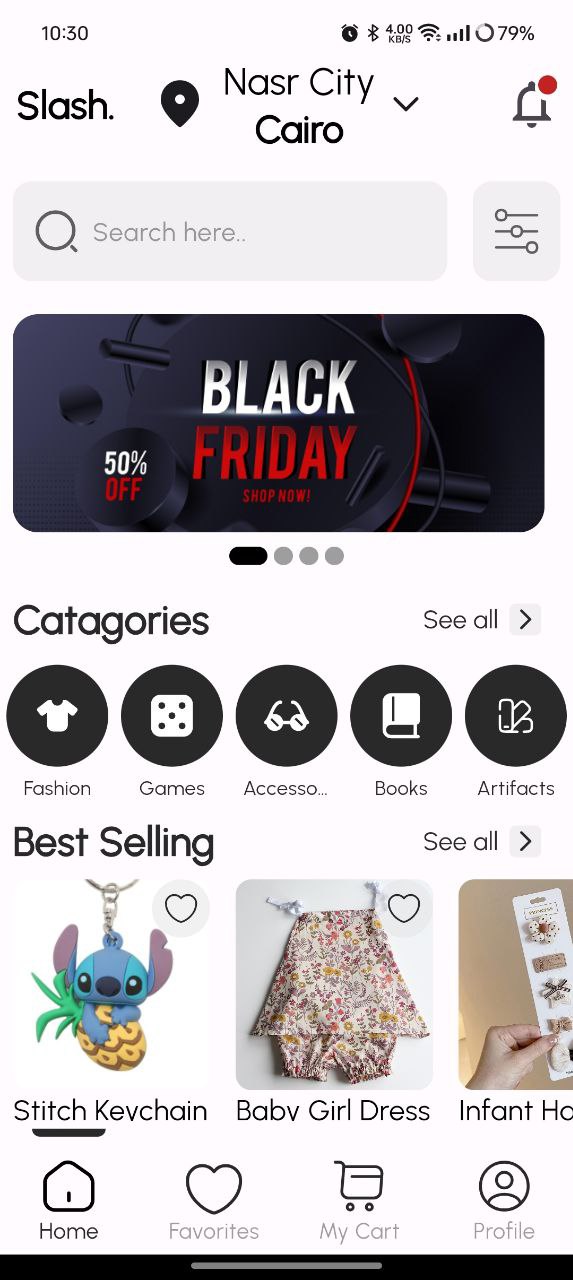 10:30
4.00
KB/S
79%
Slash.
Nasr City
Cairo
Search here..
BLACK
FRIDAY
50%
OFF
SHOP NOW!
Catagories
See all
Fashion
Games
Accesso...
Books
Artifacts
Best Selling
See all
Stitch Keychain
Baby Girl Dress
Infant Ha
Home
Favorites
My Cart
Profile